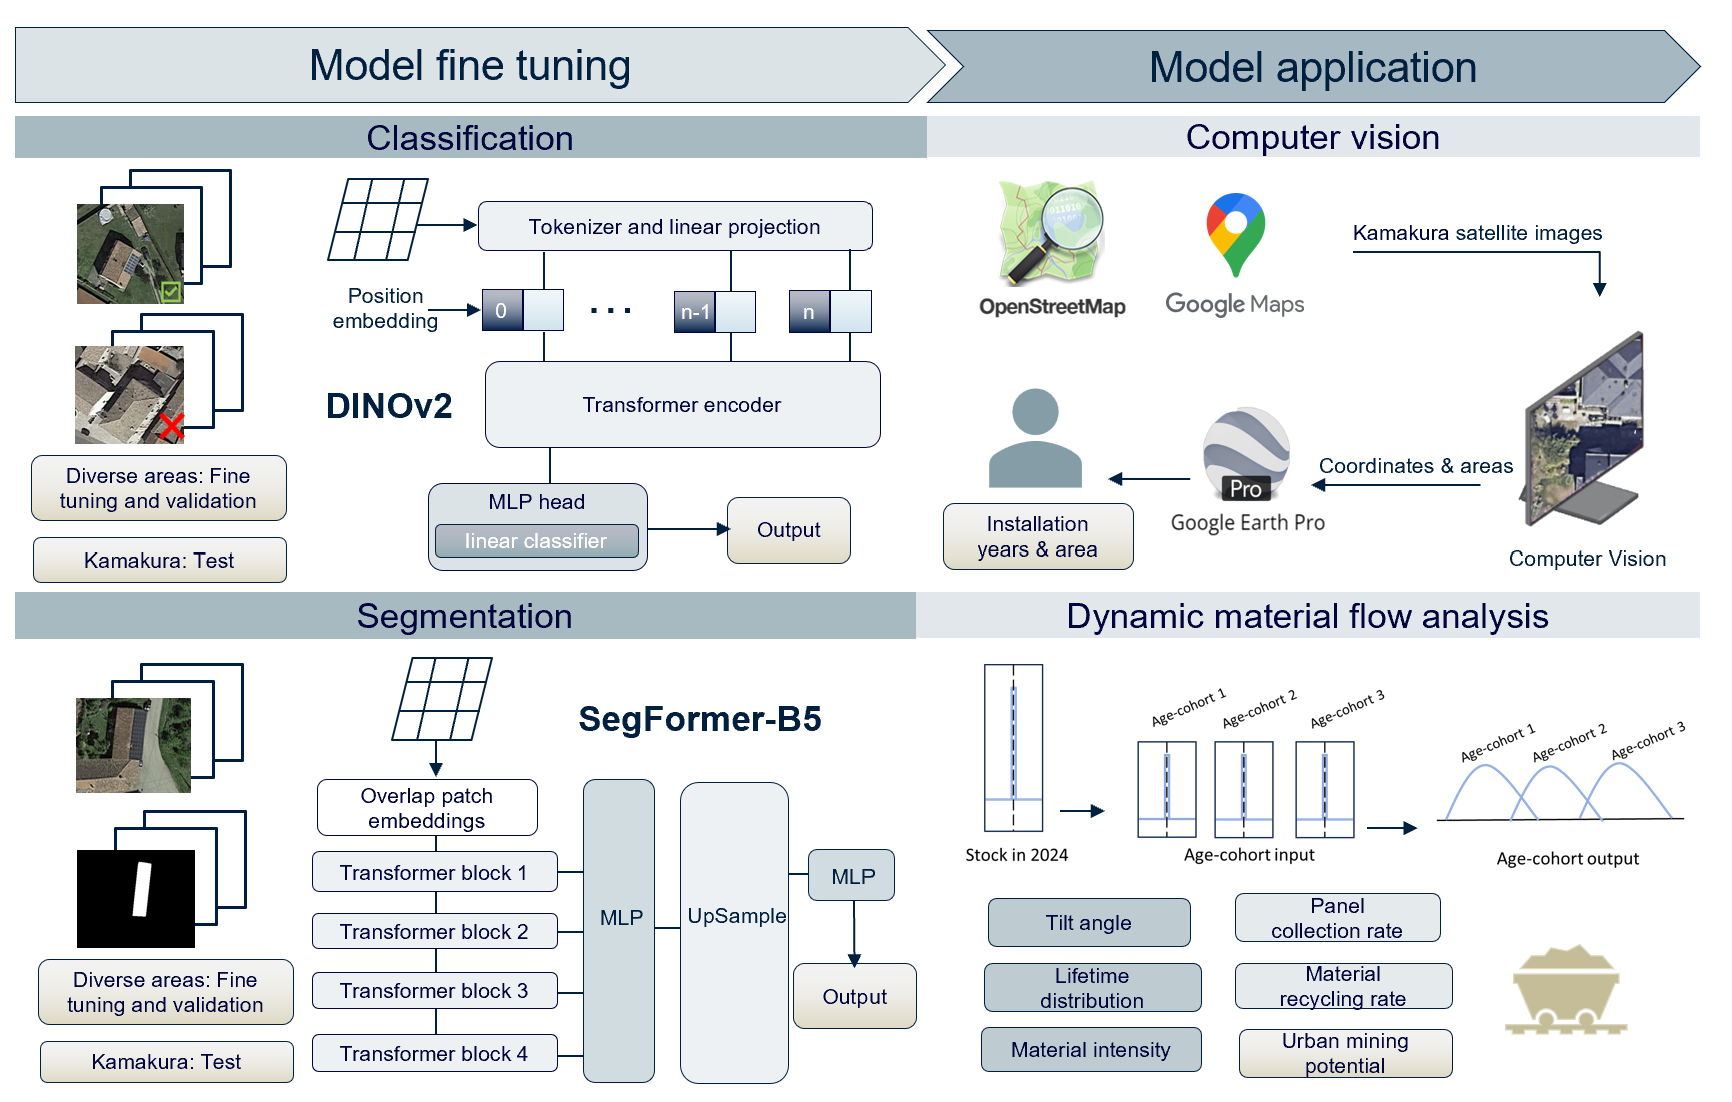 Model fine tuning
Model application
Classification
Computer vision
Tokenizer and linear projection
Position
embedding
0
n-1
n
DINOv2
Transformer encoder
MLP head
linear classifier
Output
Diverse areas: Fine
tuning and validation
Kamakura: Test
OpenStreetMap
Google Maps
Kamakura satellite images
Coordinates & areas
Pro
Google Earth Pro
Installation
years & area
Computer Vision
Segmentation
Dynamic material flow analysis
SegFormer-B5
Overlap patch
embeddings
Transformer block 1
Transformer block 2
Transformer block 3
Transformer block 4
MLP
UpSample
MLP
Output
Diverse areas: Fine
tuning and validation
Kamakura: Test
Stock in 2024
Age-cohort 1
Age-cohort 2
Age-cohort 3
Age-cohort input
Age-cohort 1
Age-cohort 2
Age-cohort 3
Age-cohort output
Tilt angle
Panel
collection rate
Lifetime
distribution
Material
recycling rate
Material intensity
Urban mining
potential